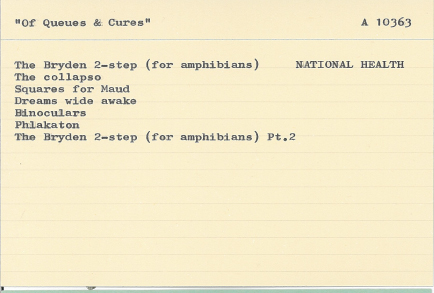 "Of Queues & Cures" A 10363
The Bryden 2-step (for amphibians) NATIONAL HEALTH
The collapso
Squares for Maud
Dreams wide awake
Binoculars
Phlakaton
The Bryden 2-step (for amphibians) Pt.2